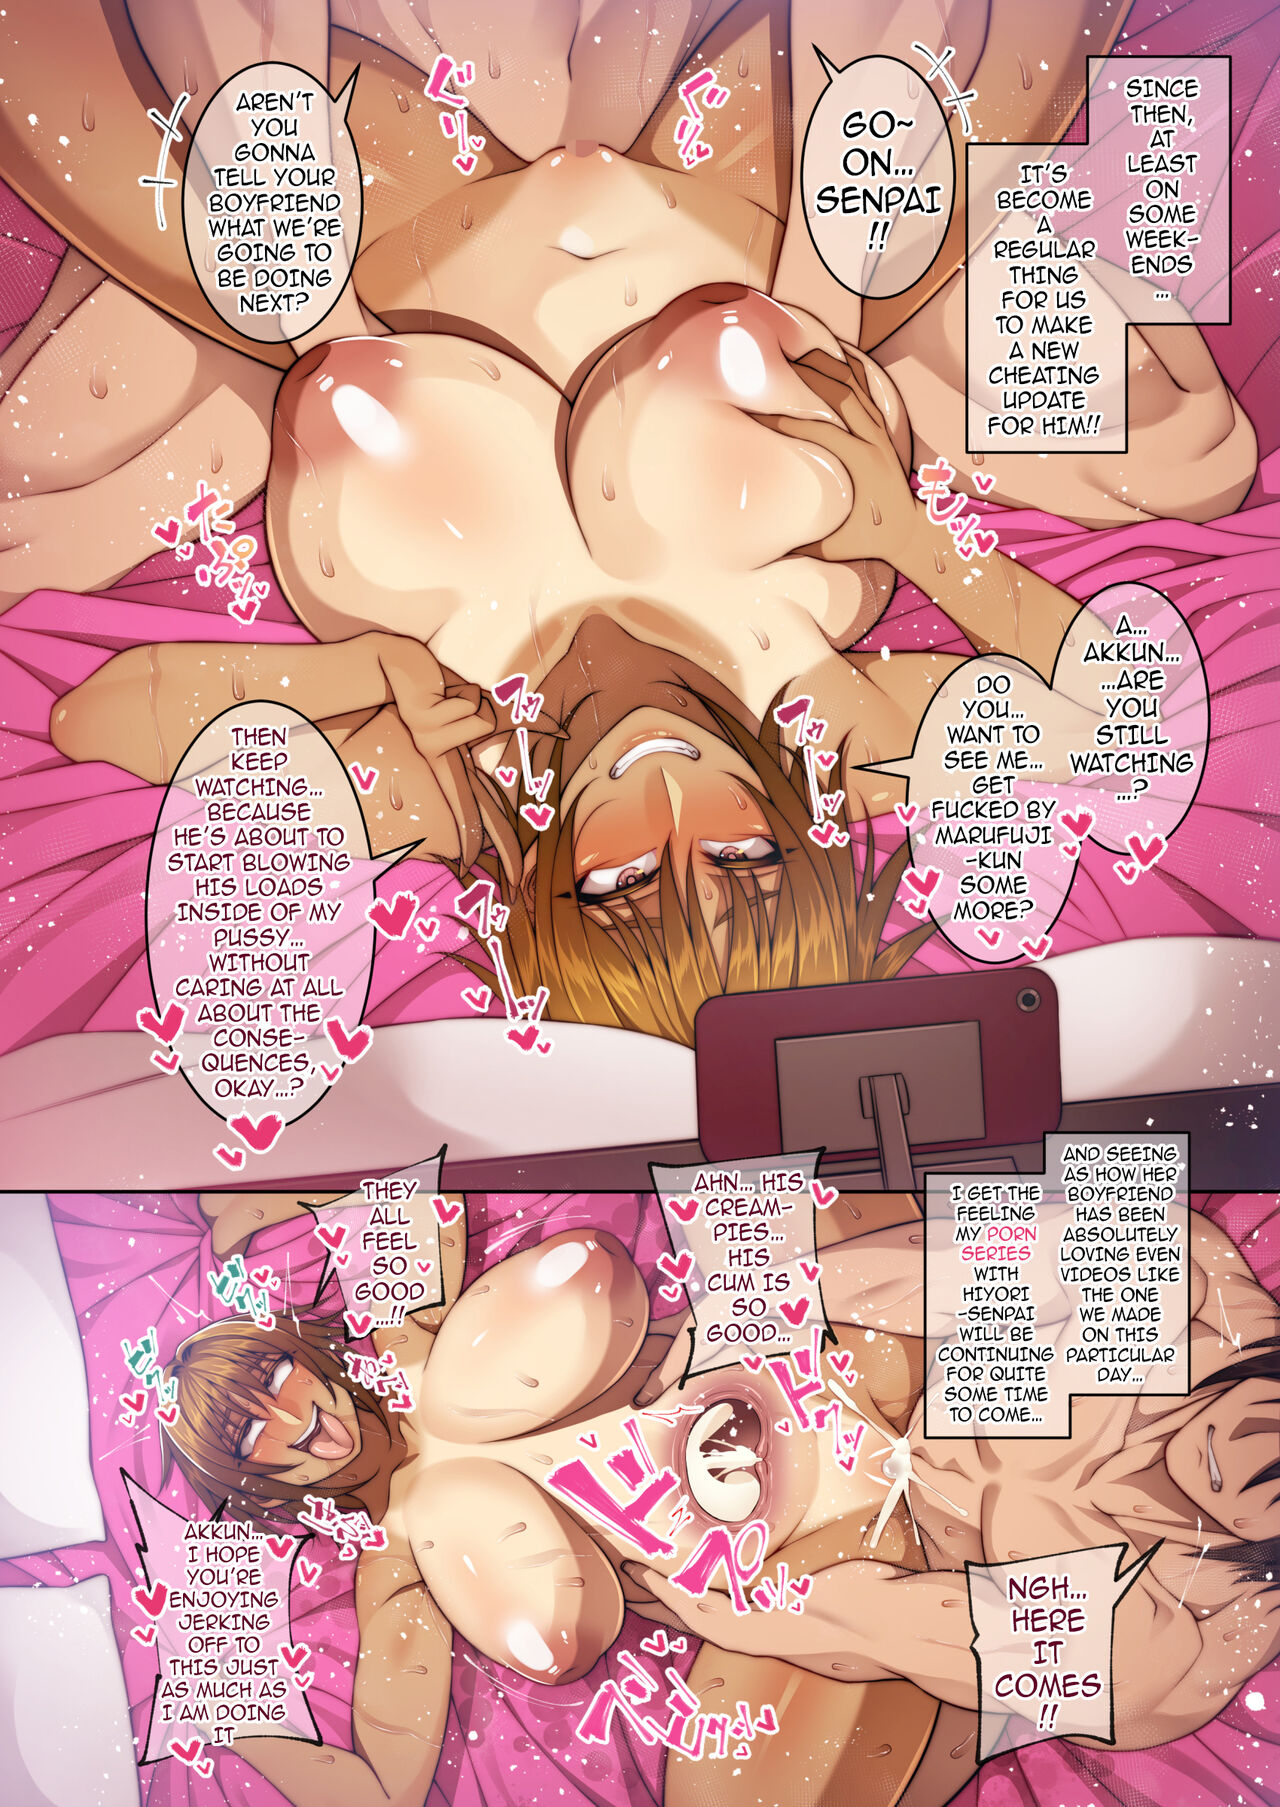 SINCE
THEN,
AT
LEAST
ON
SOME
WEEK-
ENDS
...
IT'S
BECOME
A
REGULAR
THING
FOR US
TO MAKE
A NEW
CHEATING
UPDATE
FOR HIM!!
GO~
ON...
SENPAI
!!
AREN'T
YOU
GONNA
TELL YOUR
BOYFRIEND
WHAT WE'RE
GOING TO
BE DOING
NEXT?
A...
AKKUN...
...ARE
YOU
STILL
WATCHING
...?
DO
YOU...
WANT TO
SEE ME...
GET
FUCKED BY
MARUFUJI
-KUN
SOME
MORE?
THEN
KEEP
WATCHING...
BECAUSE
HE'S ABOUT TO
START BLOWING
HIS LOADS
INSIDE OF MY
PUSSY...
WITHOUT
CARING AT ALL
ABOUT THE
CONSE-
QUENCES,
OKAY...?
AND SEEING
AS HOW HER
BOYFRIEND
HAS BEEN
ABSOLUTELY
LOVING EVEN
VIDEOS LIKE
THE ONE
WE MADE
ON THIS
PARTICULAR
DAY...
I GET THE
FEELING
MY PORN
SERIES
WITH
HIYORI
-SENPAI
WILL BE
CONTINUING
FOR QUITE
SOME TIME
TO COME...
NGH...
HERE
IT
COMES
!!
AHN... HIS
CREAM-
PIES...
HIS
CUM IS
SO
GOOD...
THEY
ALL
FEEL
SO
GOOD
...!!
AKKUN...
I HOPE
YOU'RE
ENJOYING
JERKING
OFF TO
THIS JUST
AS MUCH AS
I AM DOING
IT